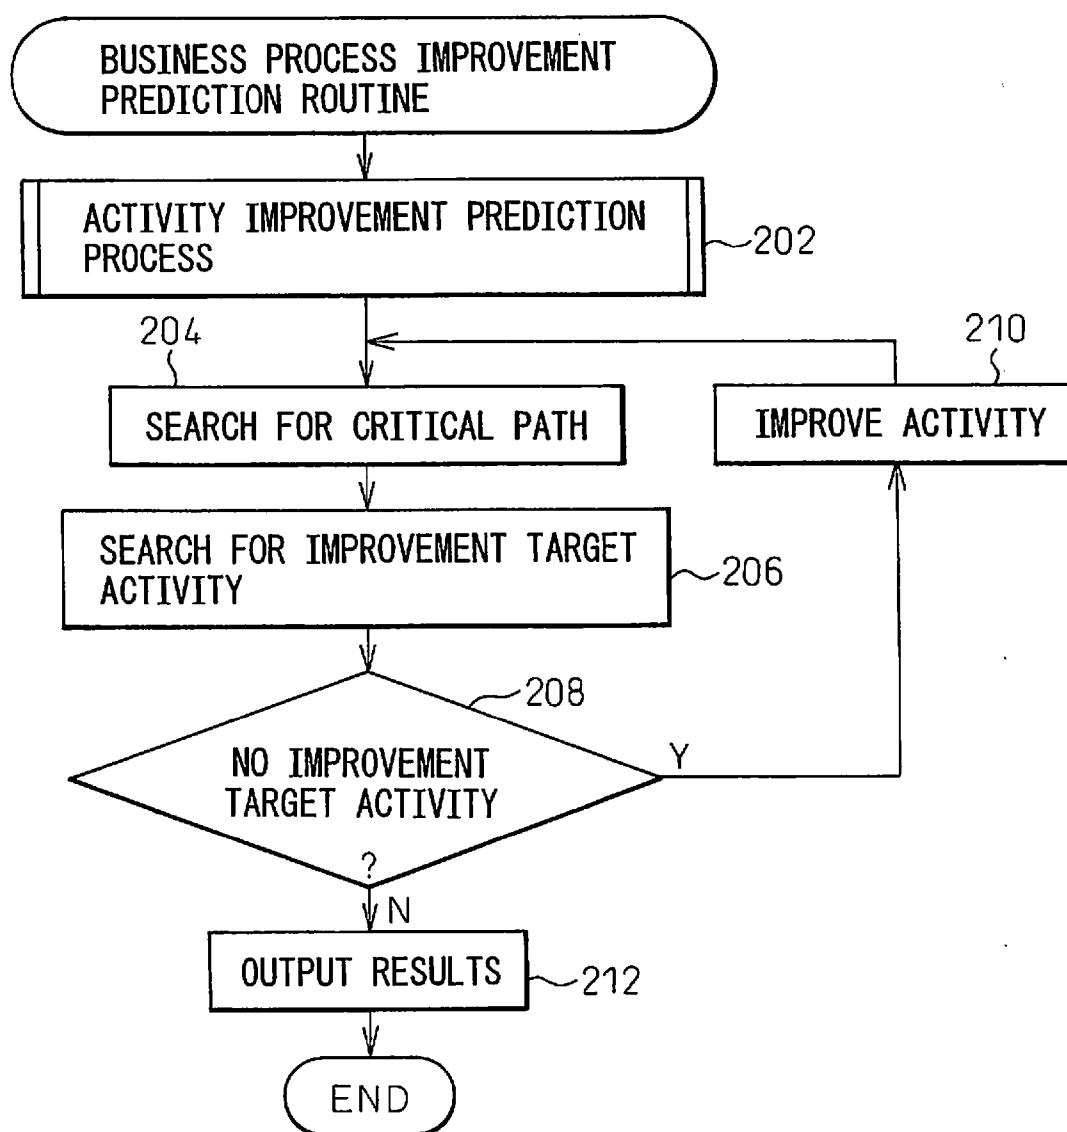 BUSINESS PROCESS IMPROVEMENT
PREDICTION ROUTINE
ACTIVITY IMPROVEMENT PREDICTION
PROCESS
202
204
210
SEARCH FOR CRITICAL PATH
IMPROVE ACTIVITY
SEARCH FOR IMPROVEMENT TARGET
ACTIVITY
206
208
NO IMPROVEMENT
TARGET ACTIVITY
?
Y
N
OUTPUT RESULTS
212
END